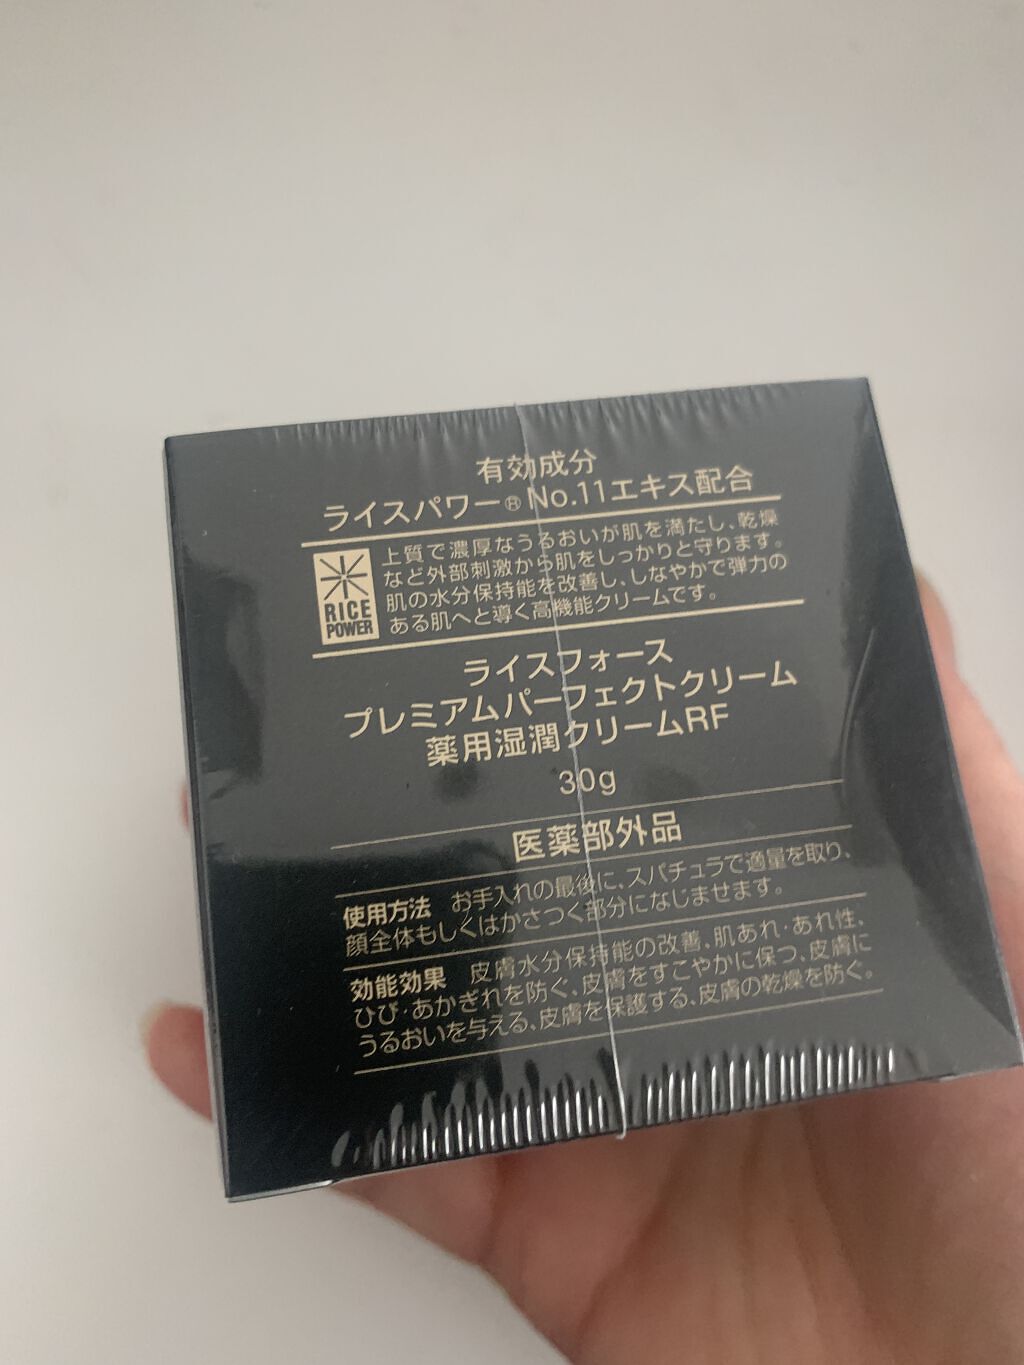 有効成分
ライスパワー®No.11エキス配合
上質で濃厚なうるおいが肌を満たし、乾燥
など外部刺激から肌をしっかりと守ります。
肌の水分保持能を改善し、しなやかで弾力の
ある肌へと導く高機能クリームです。
RICE
POWER
ライスフォース
プレミアムパーフェクトクリーム
薬用湿潤クリームRF
30g
医薬部外品
使用方法 お手入れの最後に、スパチュラで適量を取り、
顔全体もしくはかさつく部分になじませます。
効能効果 皮膚水分保持能の改善、肌あれ・あれ性、
ひび・あかぎれを防ぐ、皮膚をすこやかに保つ、皮膚に
うるおいを与える、皮膚を保護する、皮膚の乾燥を防ぐ。